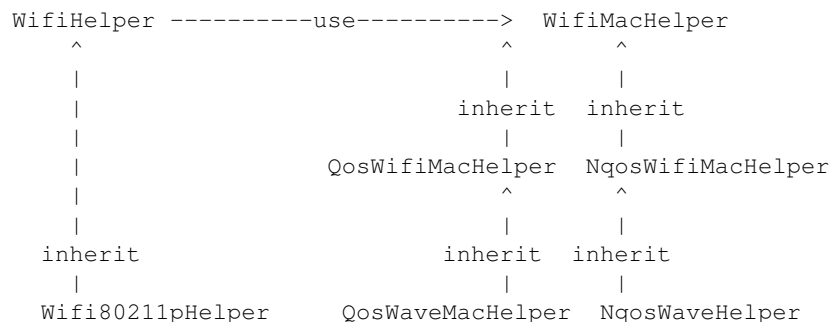 WifiHelper ----------use----------> WifiMacHelper
^ ^ ^
| | |
| inherit inherit
| | |
| QosWifiMacHelper NqosWifiMacHelper
| ^ ^
| | |
inherit inherit inherit
| | |
Wifi80211pHelper QosWaveMacHelper NqosWaveHelper